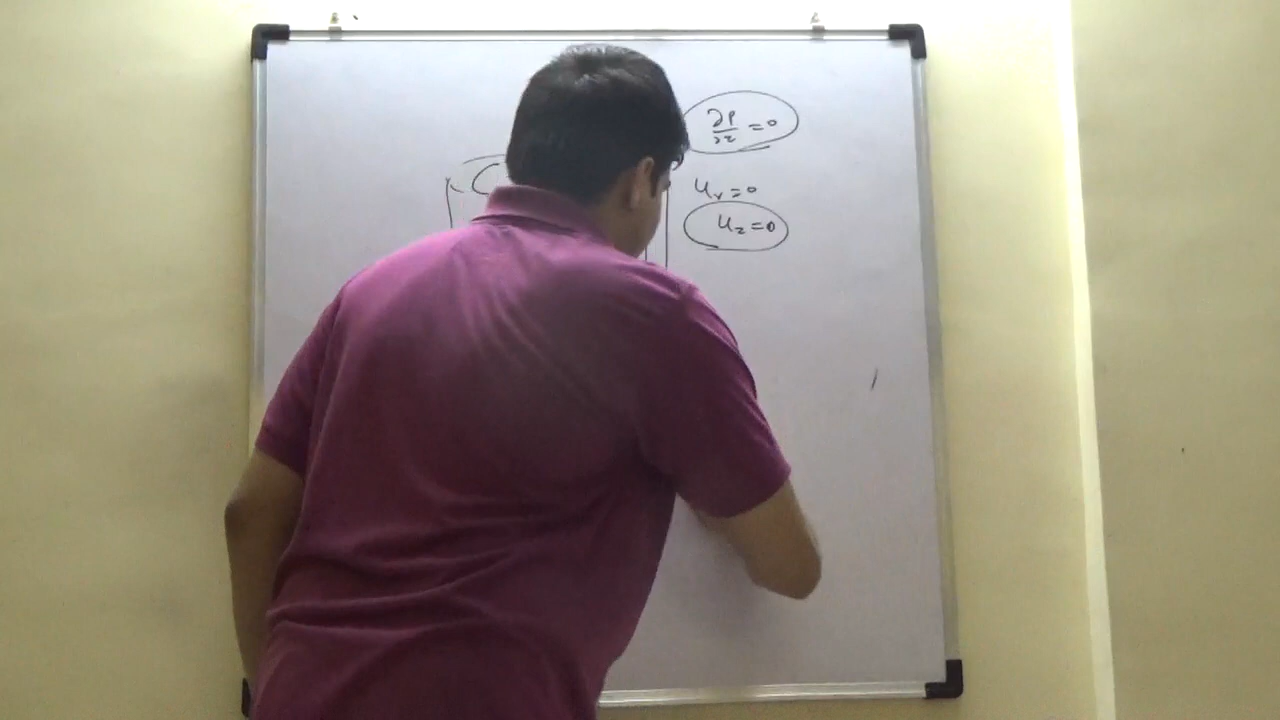 ∂P/∂z = 0
u_r = 0
u_z = 0